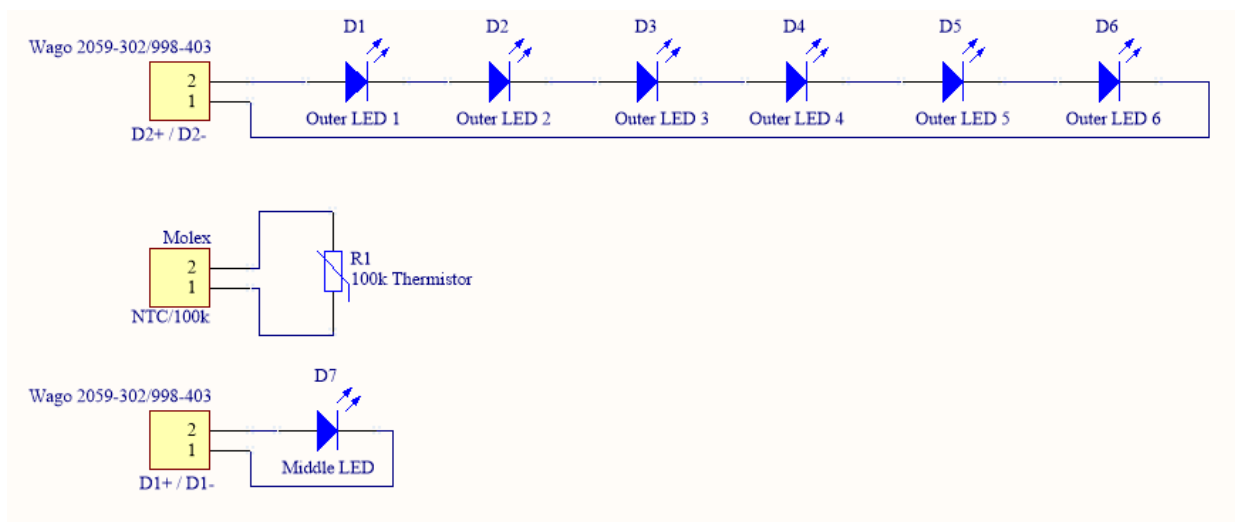 D1
D2
D3
D4
D5
D6
Wago 2059-302/998-403
2
1
Outer LED 1
Outer LED 2
Outer LED 3
Outer LED 4
Outer LED 5
Outer LED 6
D2+ / D2-
Molex
2
1
R1
100k Thermistor
NTC/100k
D7
Wago 2059-302/998-403
2
1
Middle LED
D1+ / D1-